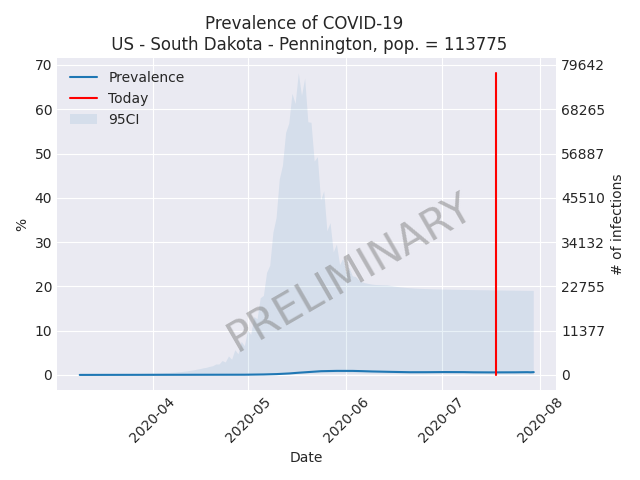 Prevalence of COVID-19
US - South Dakota - Pennington, pop. = 113775
Prevalence
Today
95CI
PRELIMINARY
%
70
60
50
40
30
20
10
0
79642
68265
56887
45510
34132
22755
11377
0
# of infections
2020-04
2020-05
2020-06
2020-07
2020-08
Date